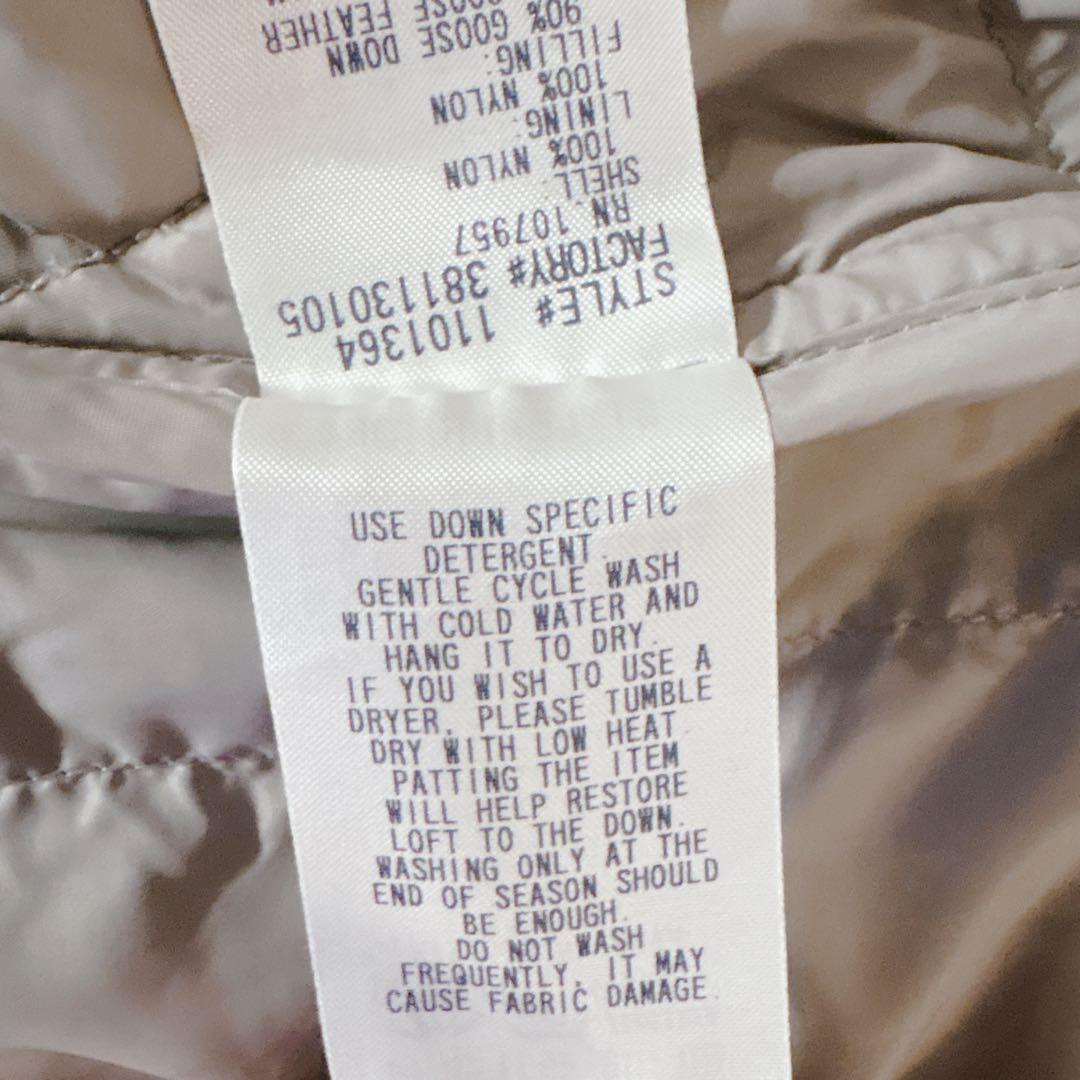 STYLE# 1101364
FACTORY# 381130105
RN 107957
SHELL:
100% NYLON
LINING:
100% NYLON
FILLING:
90% GOOSE DOWN
GOOSE FEATHER
USE DOWN SPECIFIC
DETERGENT.
GENTLE CYCLE WASH
WITH COLD WATER AND
HANG IT TO DRY.
IF YOU WISH TO USE A
DRYER, PLEASE TUMBLE
DRY WITH LOW HEAT.
PATTING THE ITEM
WILL HELP RESTORE
LOFT TO THE DOWN.
WASHING ONLY AT THE
END OF SEASON SHOULD
BE ENOUGH.
DO NOT WASH
FREQUENTLY, IT MAY
CAUSE FABRIC DAMAGE.